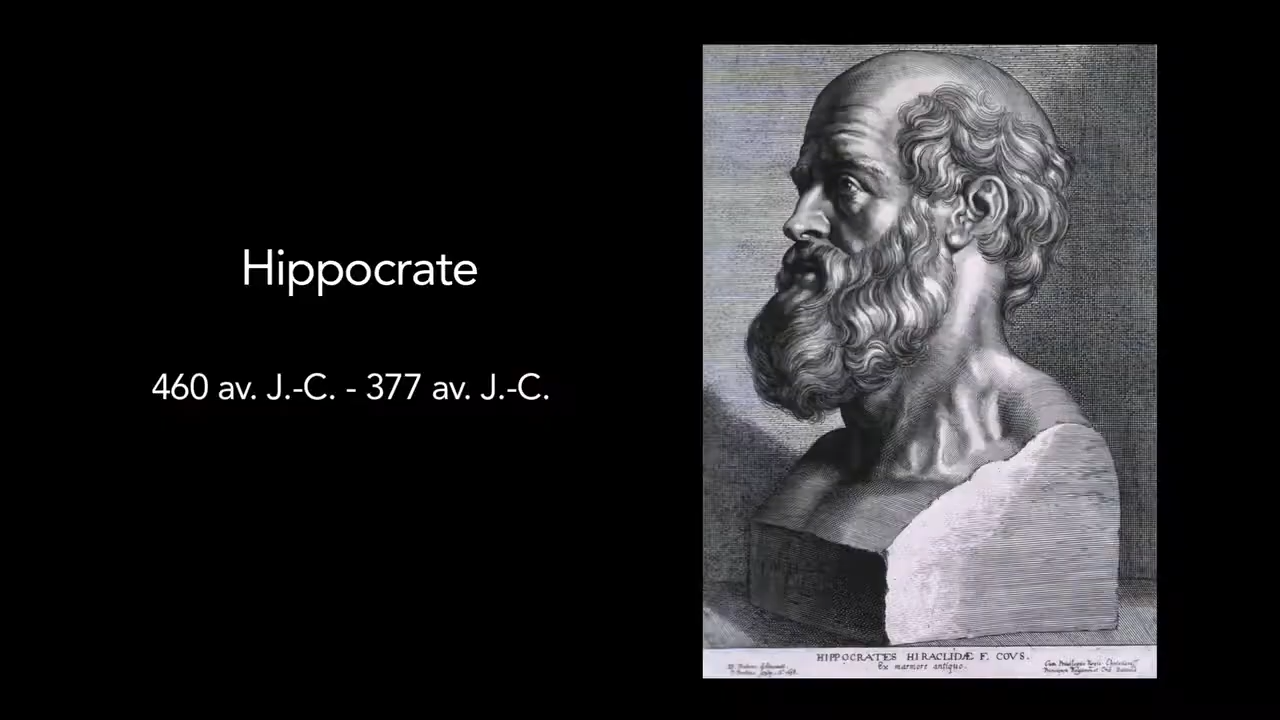 Hippocrate
460 av. J.-C. - 377 av. J.-C.
HIPPOCRATES HIRACLIDÆ F. COVS.
Ex marmore antiquo.